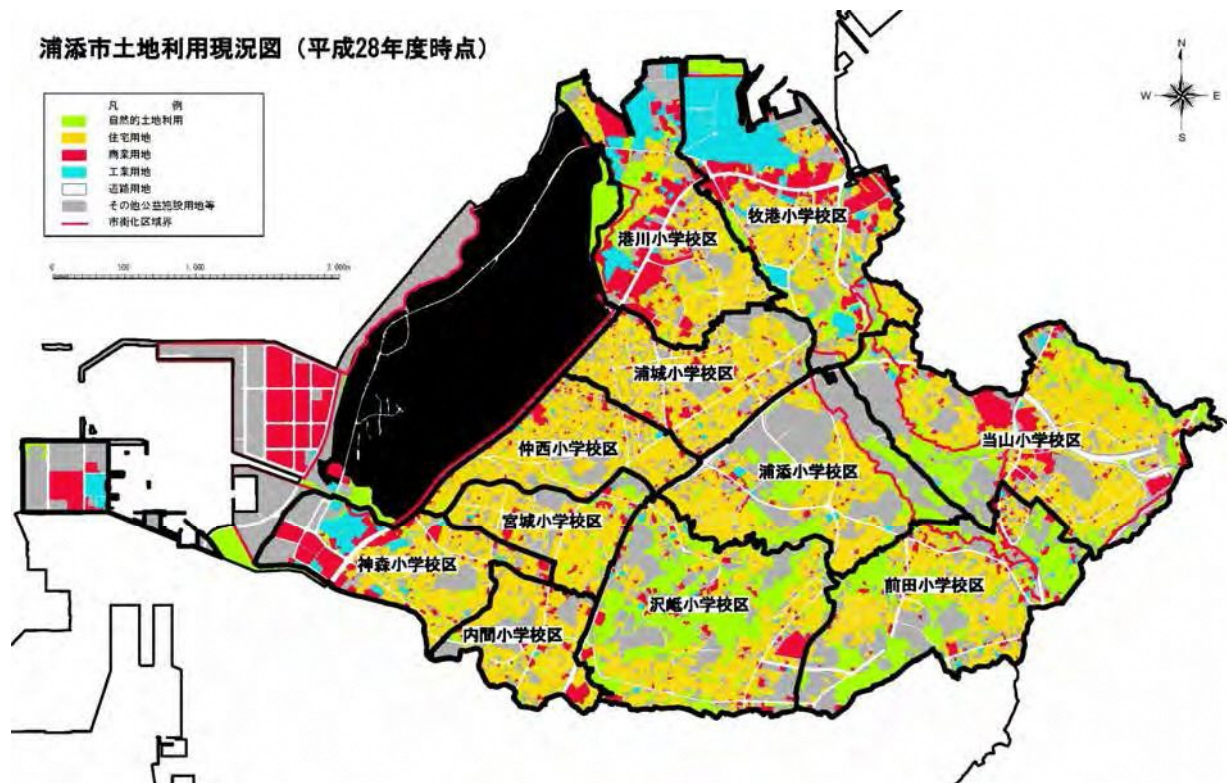 浦添市土地利用現況図（平成28年度時点）
凡 例
自然的土地利用
住宅用地
商業用地
工業用地
道路用地
その他公益施設用地等
市街化区域界
0 500 1,000 2,000m
N
W E
S
牧港小学校区
港川小学校区
浦城小学校区
当山小学校区
仲西小学校区
浦添小学校区
宮城小学校区
神森小学校区
前田小学校区
沢岻小学校区
内間小学校区